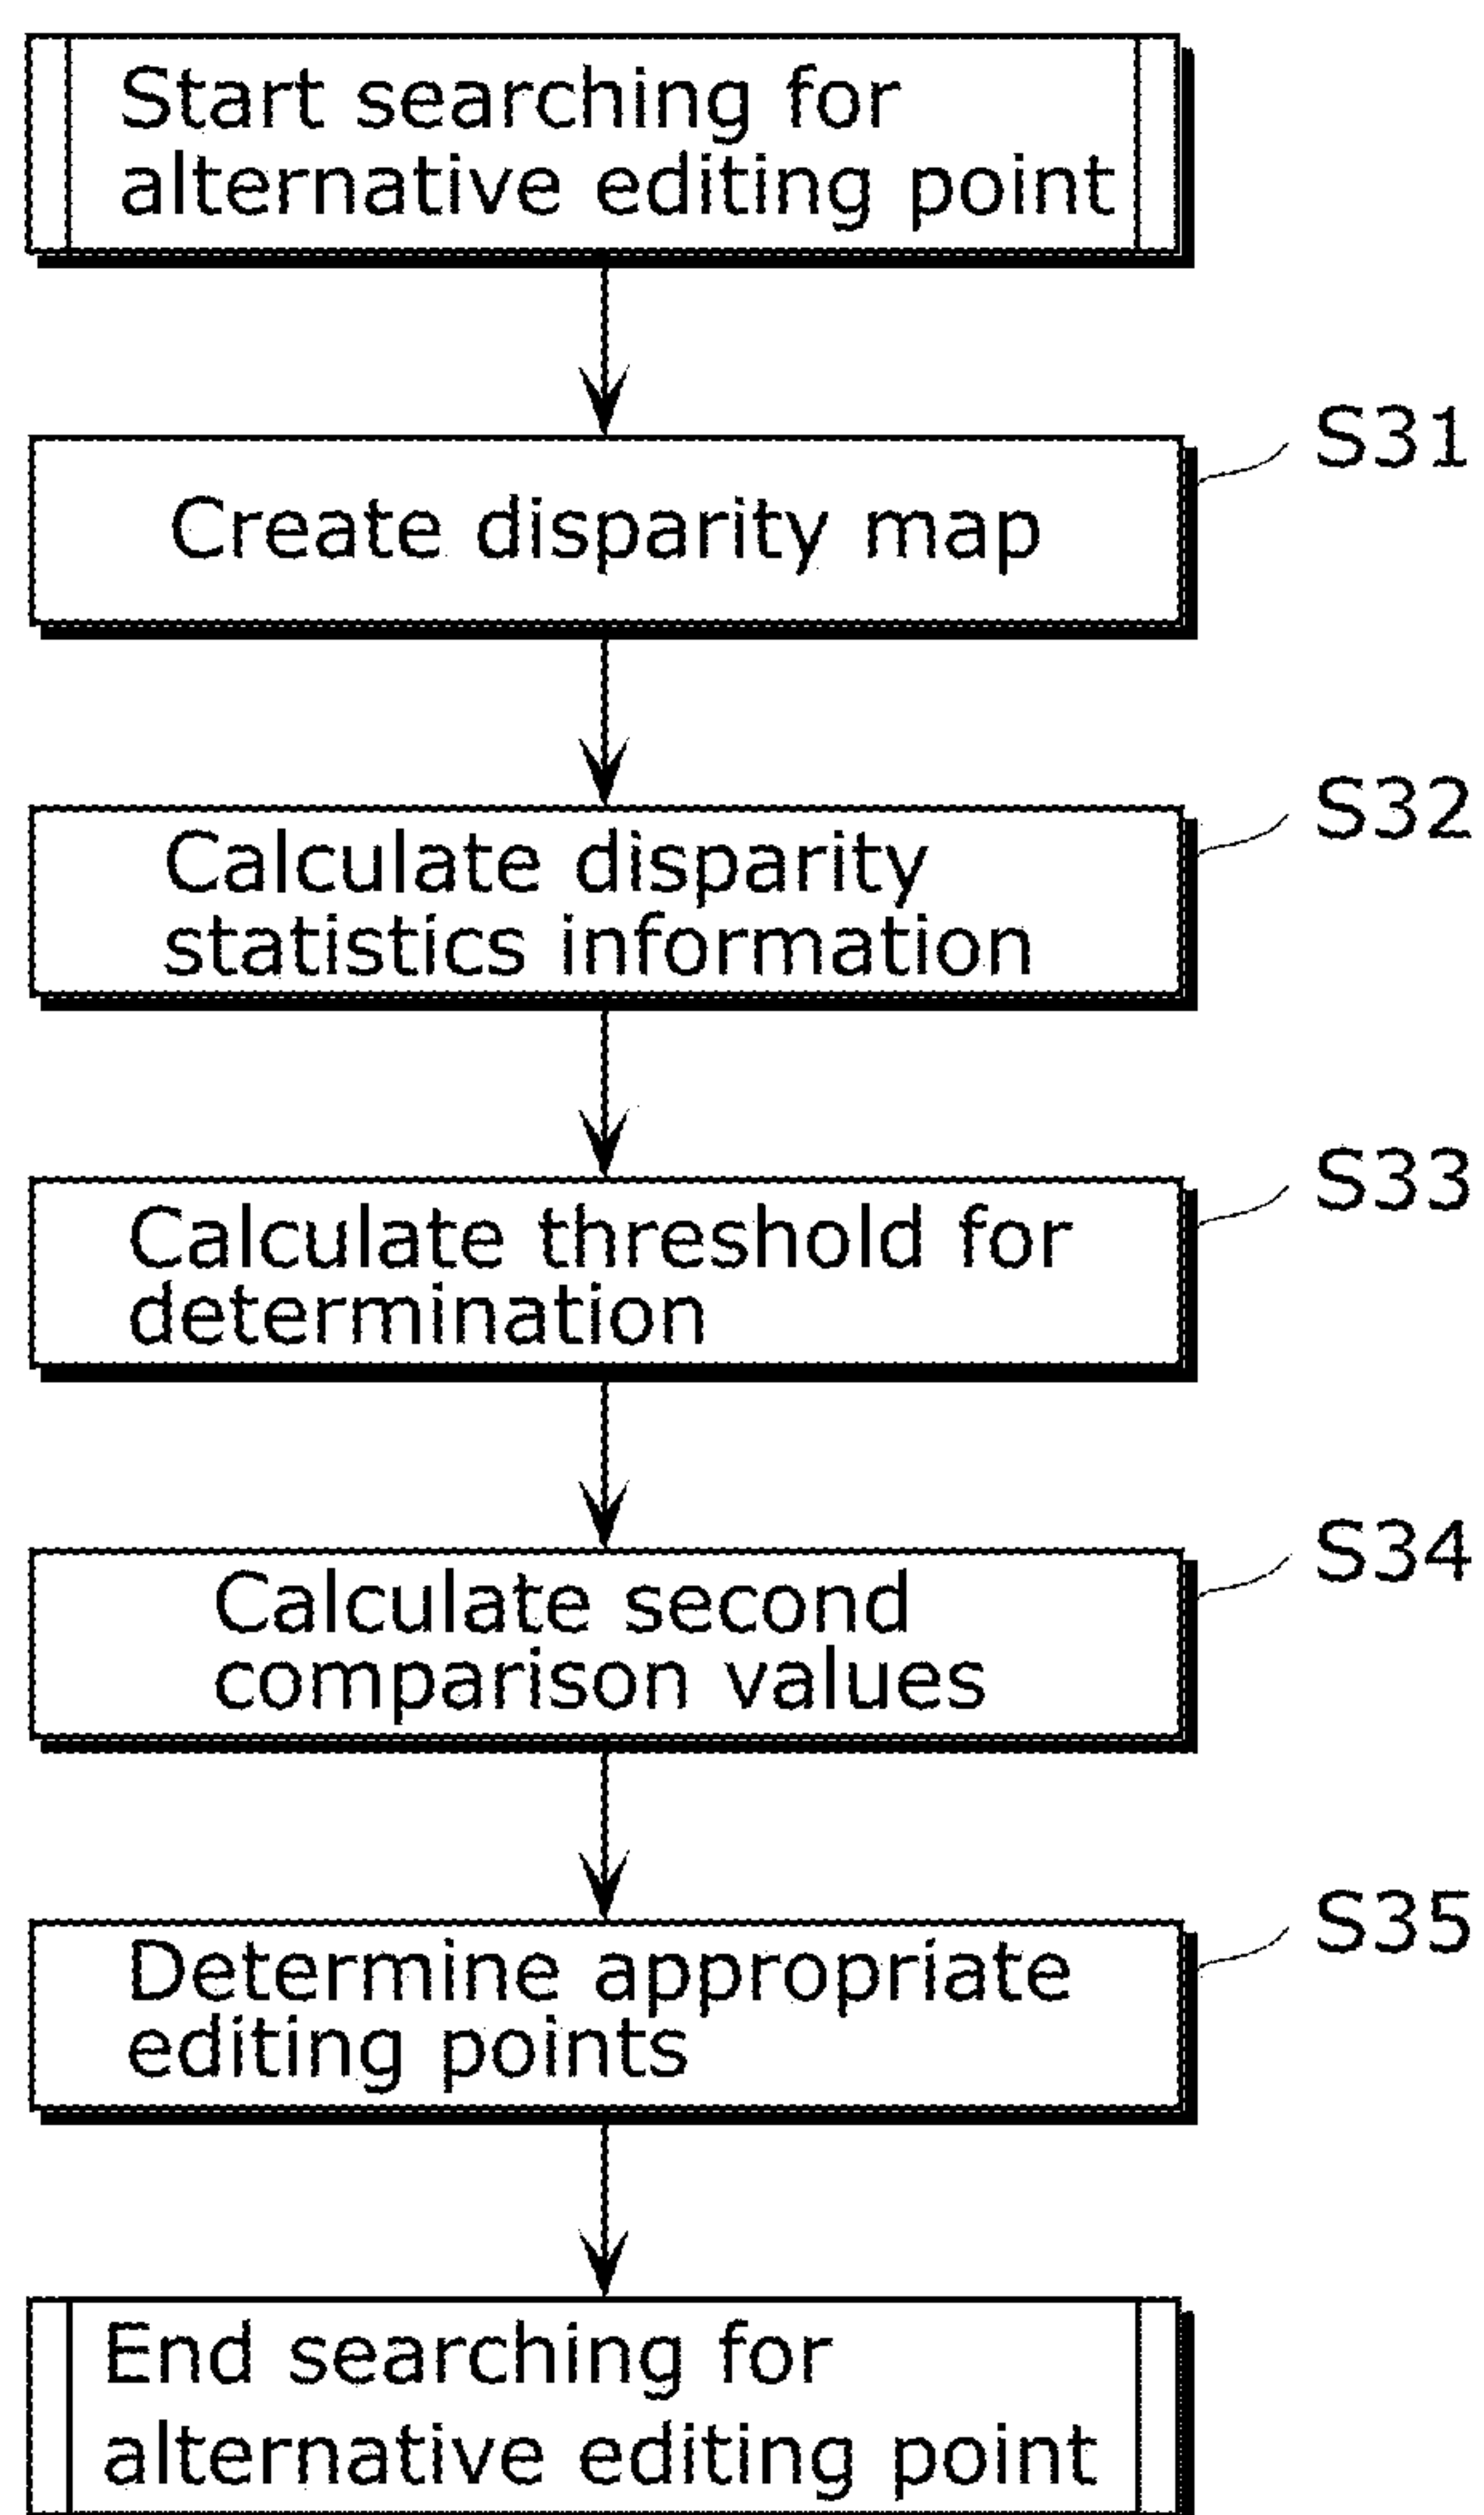 Start searching for
alternative editing point
S31
Create disparity map
S32
Calculate disparity
statistics information
S33
Calculate threshold for
determination
S34
Calculate second
comparison values
S35
Determine appropriate
editing points
End searching for
alternative editing point